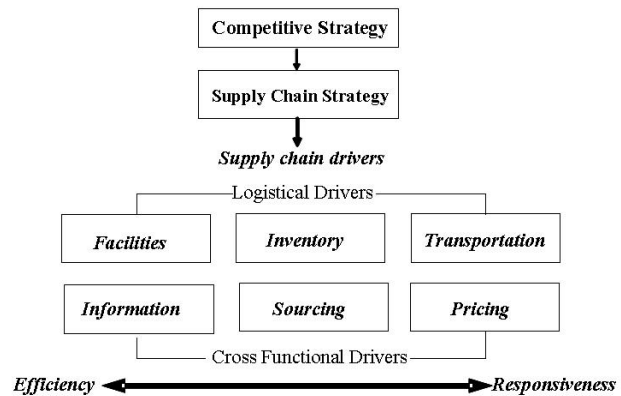 Competitive Strategy
Supply Chain Strategy
Supply chain drivers
Logistical Drivers
Facilities
Inventory
Transportation
Information
Sourcing
Pricing
Cross Functional Drivers
Efficiency
Responsiveness